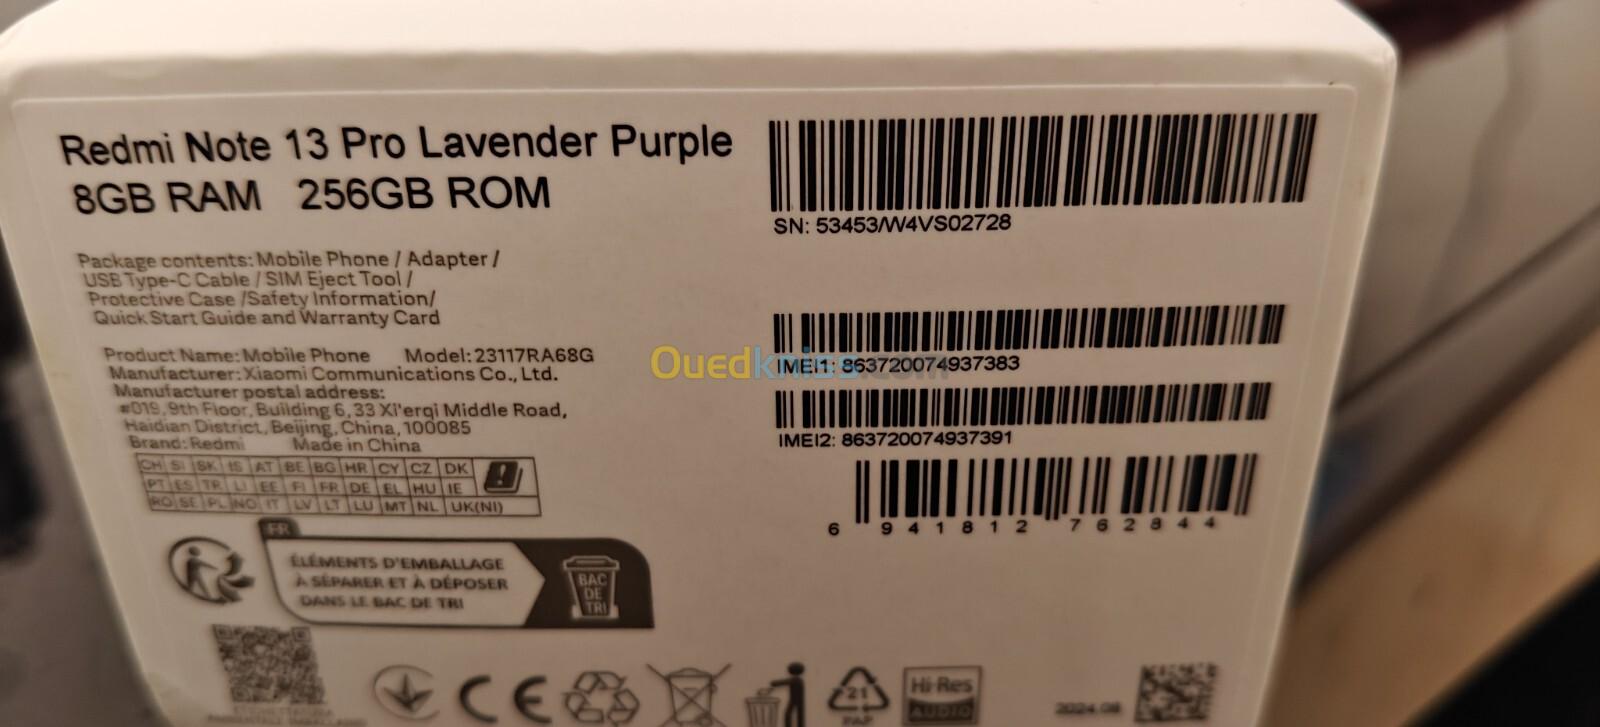 Redmi Note 13 Pro Lavender Purple
8GB RAM 256GB ROM
Package contents: Mobile Phone / Adapter /
USB Type-C Cable / SIM Eject Tool /
Protective Case /Safety Information/
Quick Start Guide and Warranty Card
Product Name: Mobile Phone Model: 23117RA68G
Manufacturer: Xiaomi Communications Co., Ltd.
Manufacturer postal address:
#019, 9th Floor, Building 6, 33 Xi'erqi Middle Road,
Haidian District, Beijing, China, 100085
Brand: Redmi Made in China
CH SI SK IS AT BE BG HR CY CZ DK
PT ES TR LI EE FI FR DE EL HU IE
RO SE PL NO IT LV LT LU MT NL UK(NI)
FR
ÉLÉMENTS D'EMBALLAGE
À SÉPARER ET À DÉPOSER
DANS LE BAC DE TRI
BAC
DE
TRI
SN: 53453/W4VS02728
IMEI1: 863720074937383
IMEI2: 863720074937391
6 941812 762844
Ouedkniss.com
CE
21
PAP
Hi-Res
AUDIO
2024.08